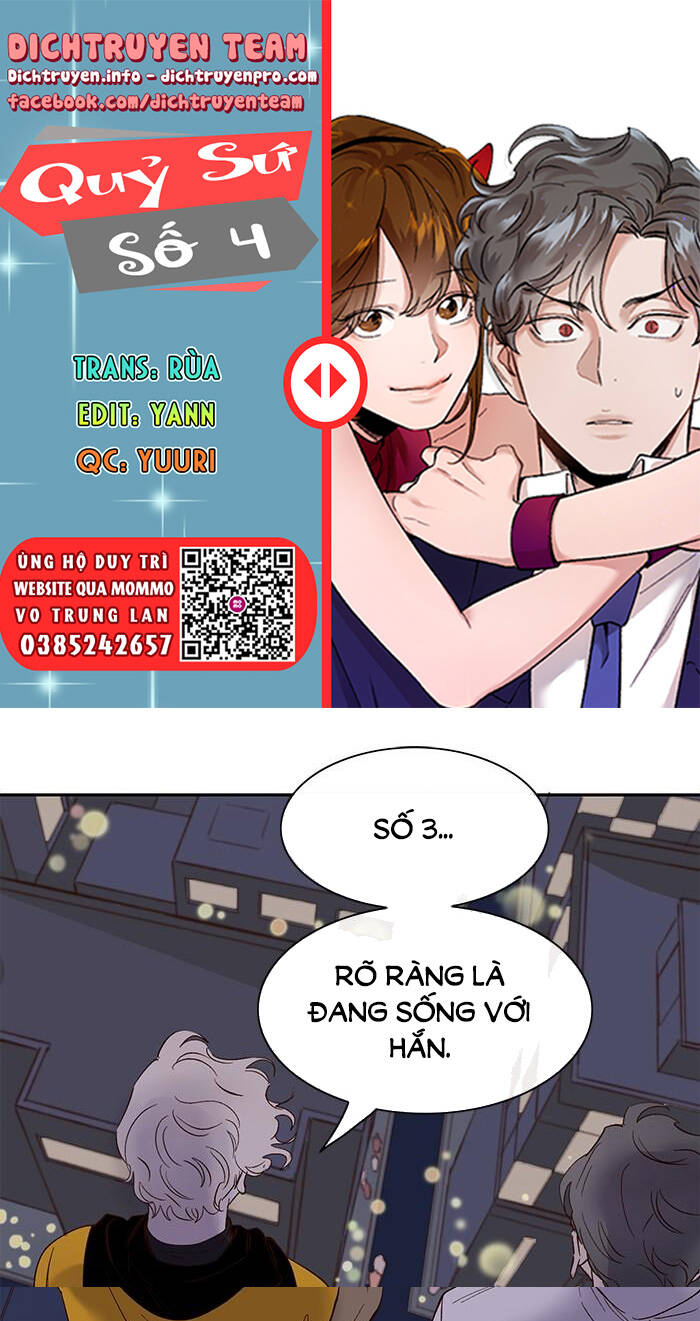 DICHTRUYEN TEAM
Dichtruyen.info - dichtruyenpro.com
facebook.com/dichtruyenteam
Quỷ Sứ
Số 4
TRANS: RÙA
EDIT: YANN
QC: YUURI
ỦNG HỘ DUY TRÌ
WEBSITE QUA MOMMO
VO TRUNG LAN
0385242657
SỐ 3...
RÕ RÀNG LÀ
ĐANG SỐNG VỚI
HẮN.